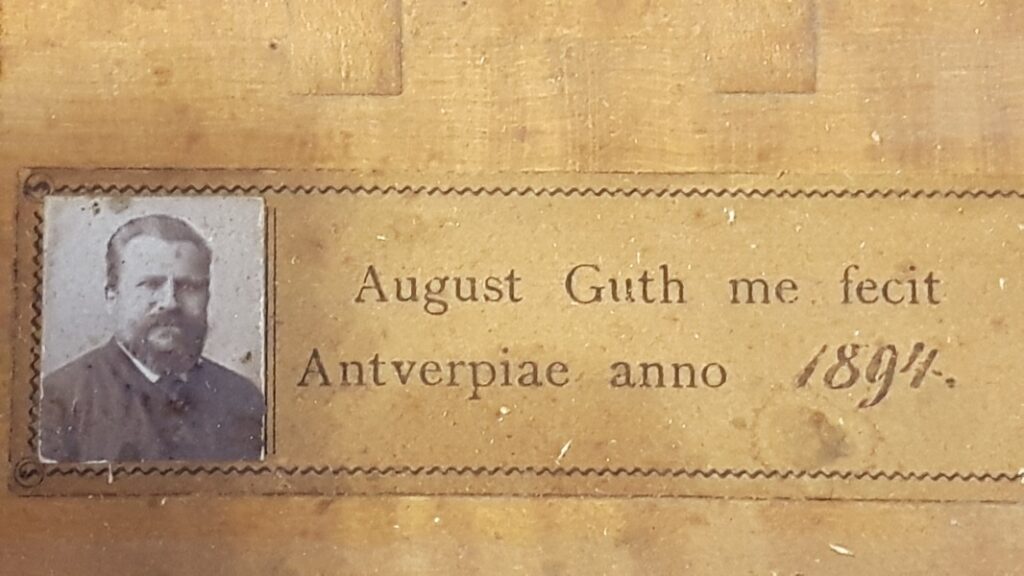 August Guth me fecit
Antverpiae anno 1894.